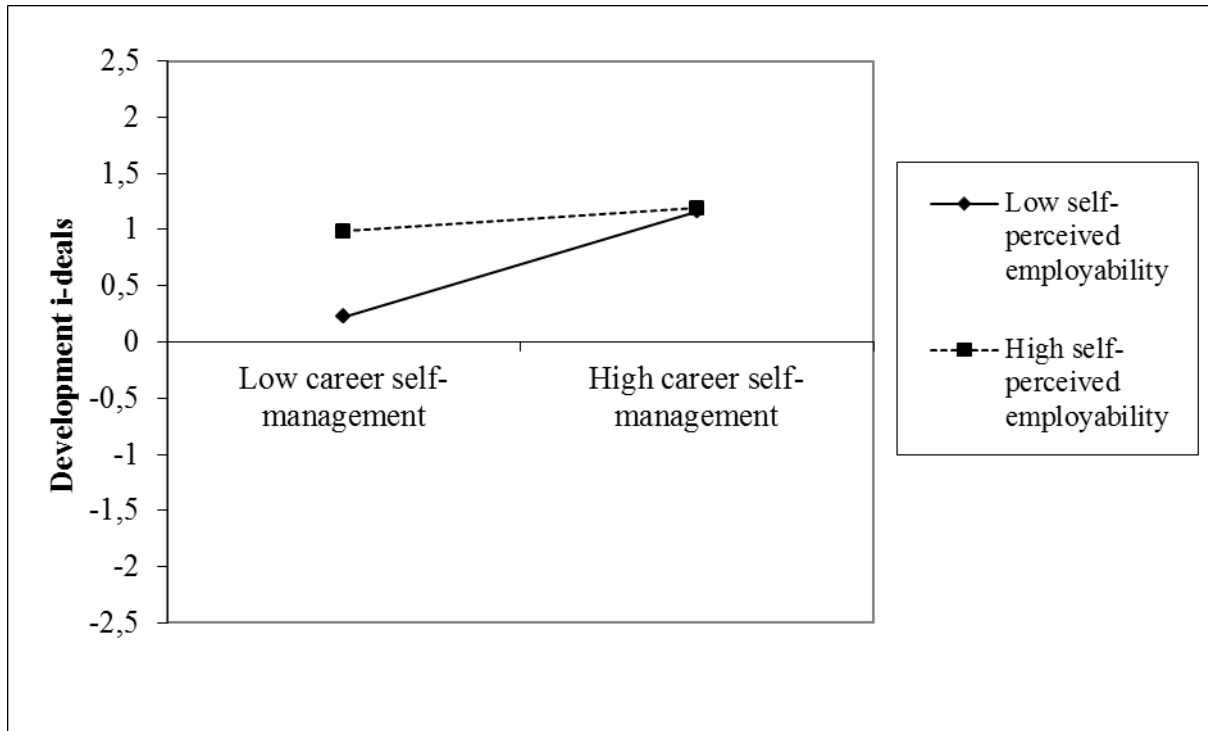 Development i-deals
2,5
2
1,5
1
0,5
0
-0,5
-1
-1,5
-2
-2,5
Low career self-
management
High career self-
management
Low self-
perceived
employability
High self-
perceived
employability